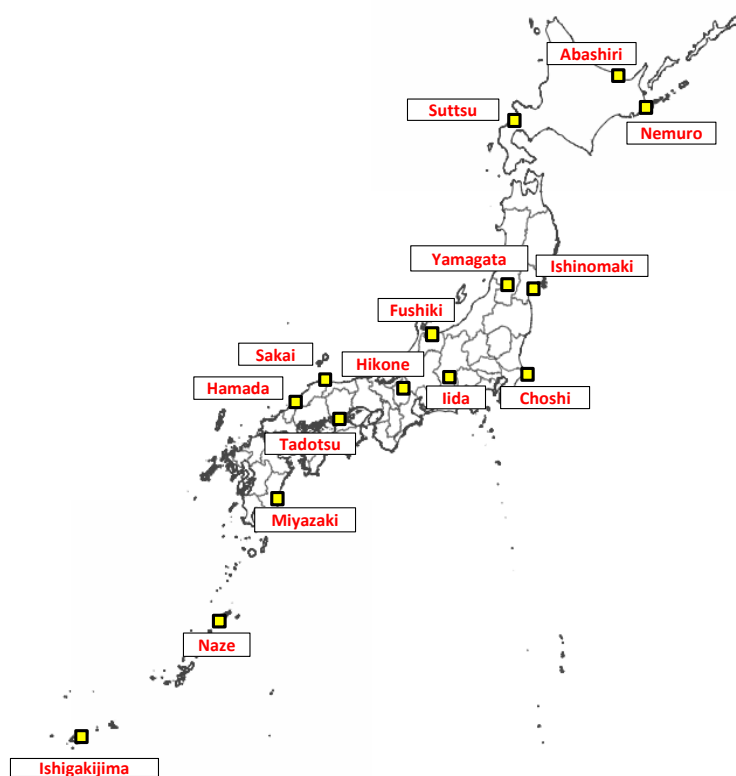 Abashiri
Suttsu
Nemuro
Yamagata
Ishinomaki
Fushiki
Sakai
Hikone
Hamada
Iida
Choshi
Tadotsu
Miyazaki
Naze
Ishigakijima